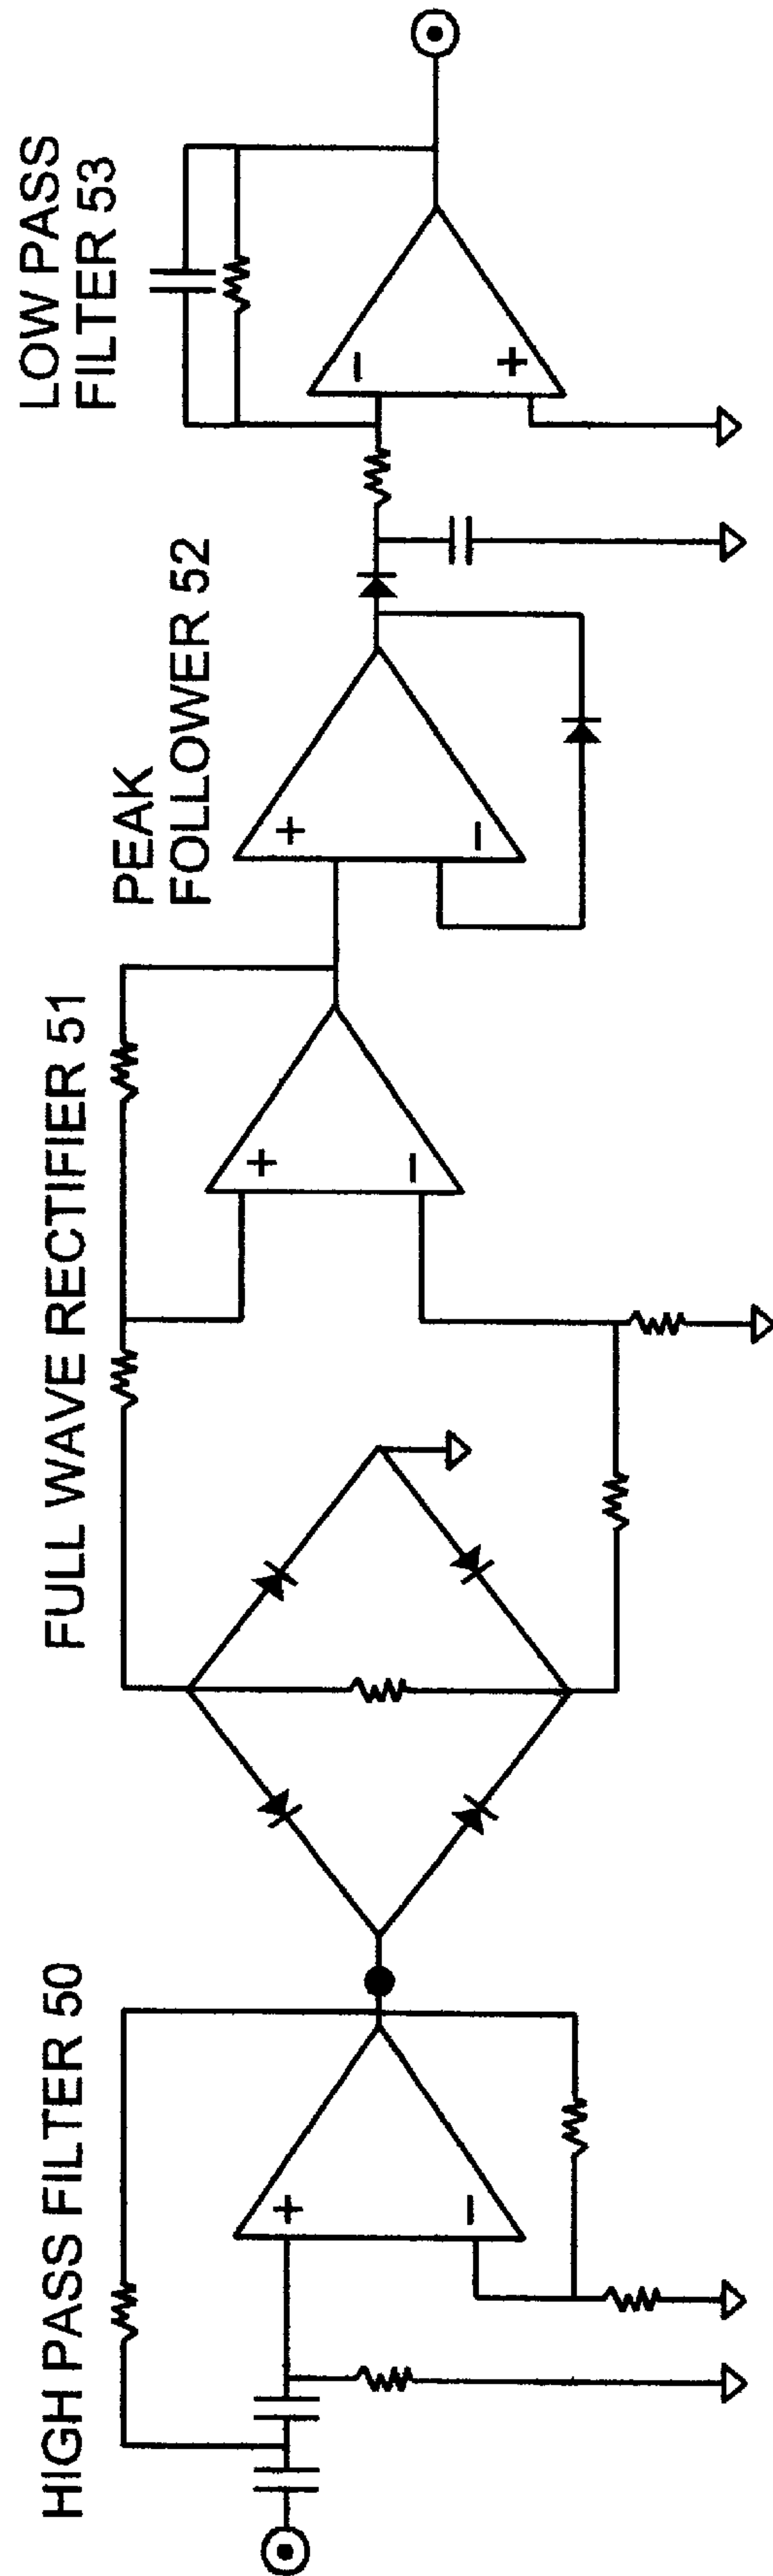 HIGH PASS FILTER 50
+
−
FULL WAVE RECTIFIER 51
+
−
PEAK
FOLLOWER 52
+
−
LOW PASS
FILTER 53
−
+